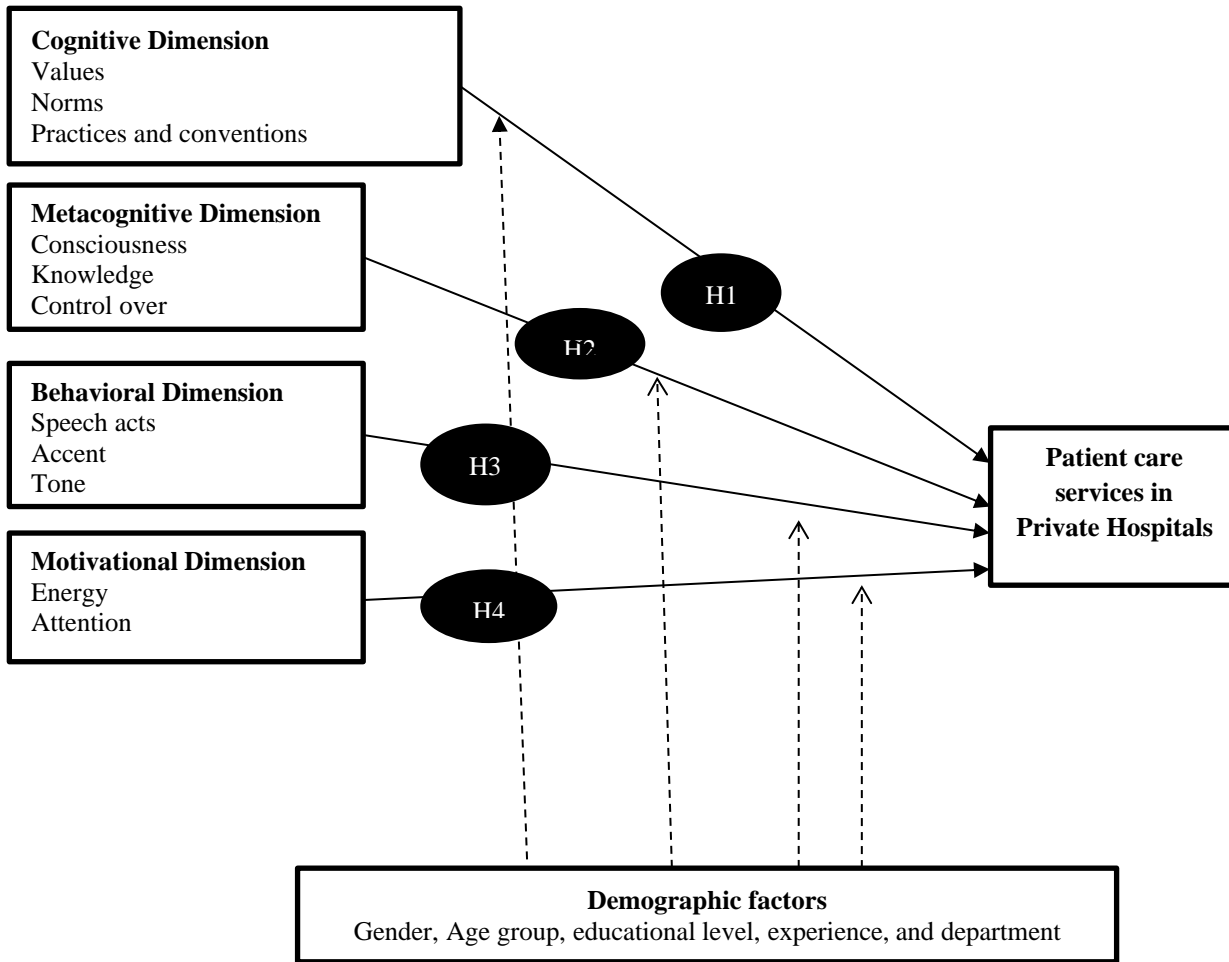 Cognitive Dimension
Values
Norms
Practices and conventions
Metacognitive Dimension
Consciousness
Knowledge
Control over
Behavioral Dimension
Speech acts
Accent
Tone
Motivational Dimension
Energy
Attention
H1
H2
H3
H4
Patient care
services in
Private Hospitals
Demographic factors
Gender, Age group, educational level, experience, and department